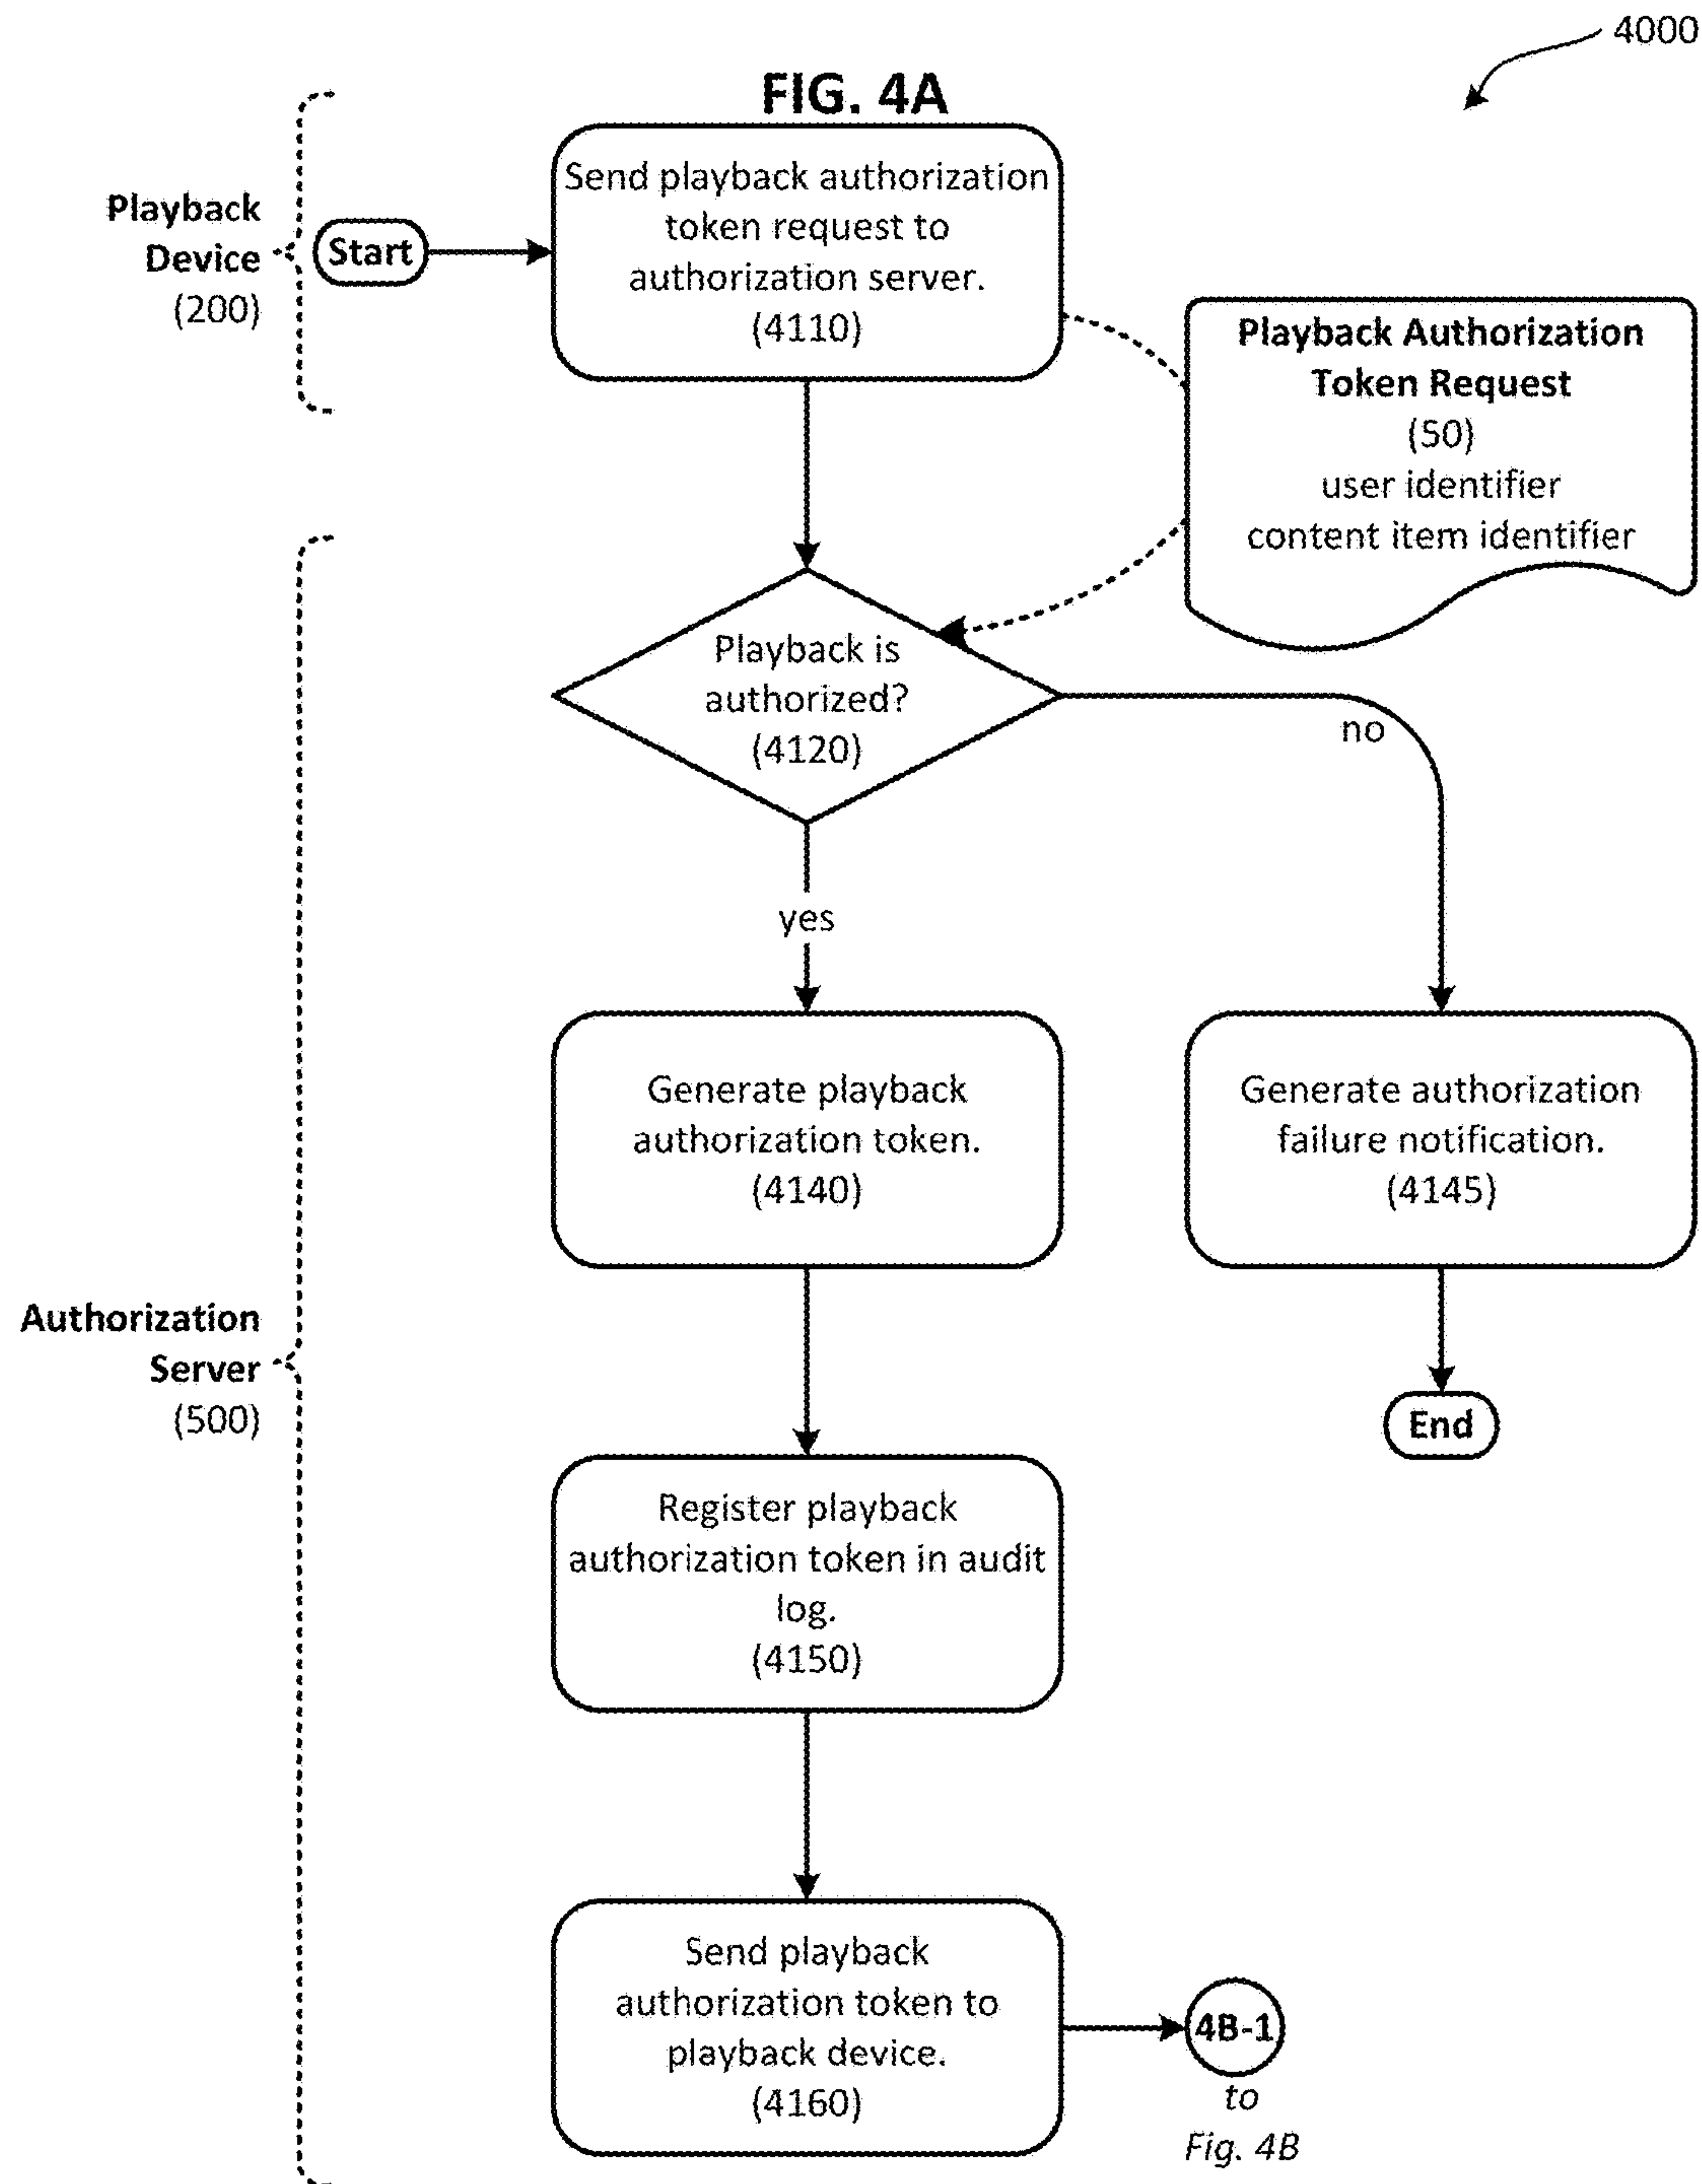 4000
FIG. 4A
Playback
Device
(200)
Start
Send playback authorization
token request to
authorization server.
(4110)
Playback Authorization
Token Request
(50)
user identifier
content item identifier
Playback is
authorized?
(4120)
no
yes
Generate playback
authorization token.
(4140)
Generate authorization
failure notification.
(4145)
Authorization
Server
(500)
End
Register playback
authorization token in audit
log.
(4150)
Send playback
authorization token to
playback device.
(4160)
4B-1
to
Fig. 4B